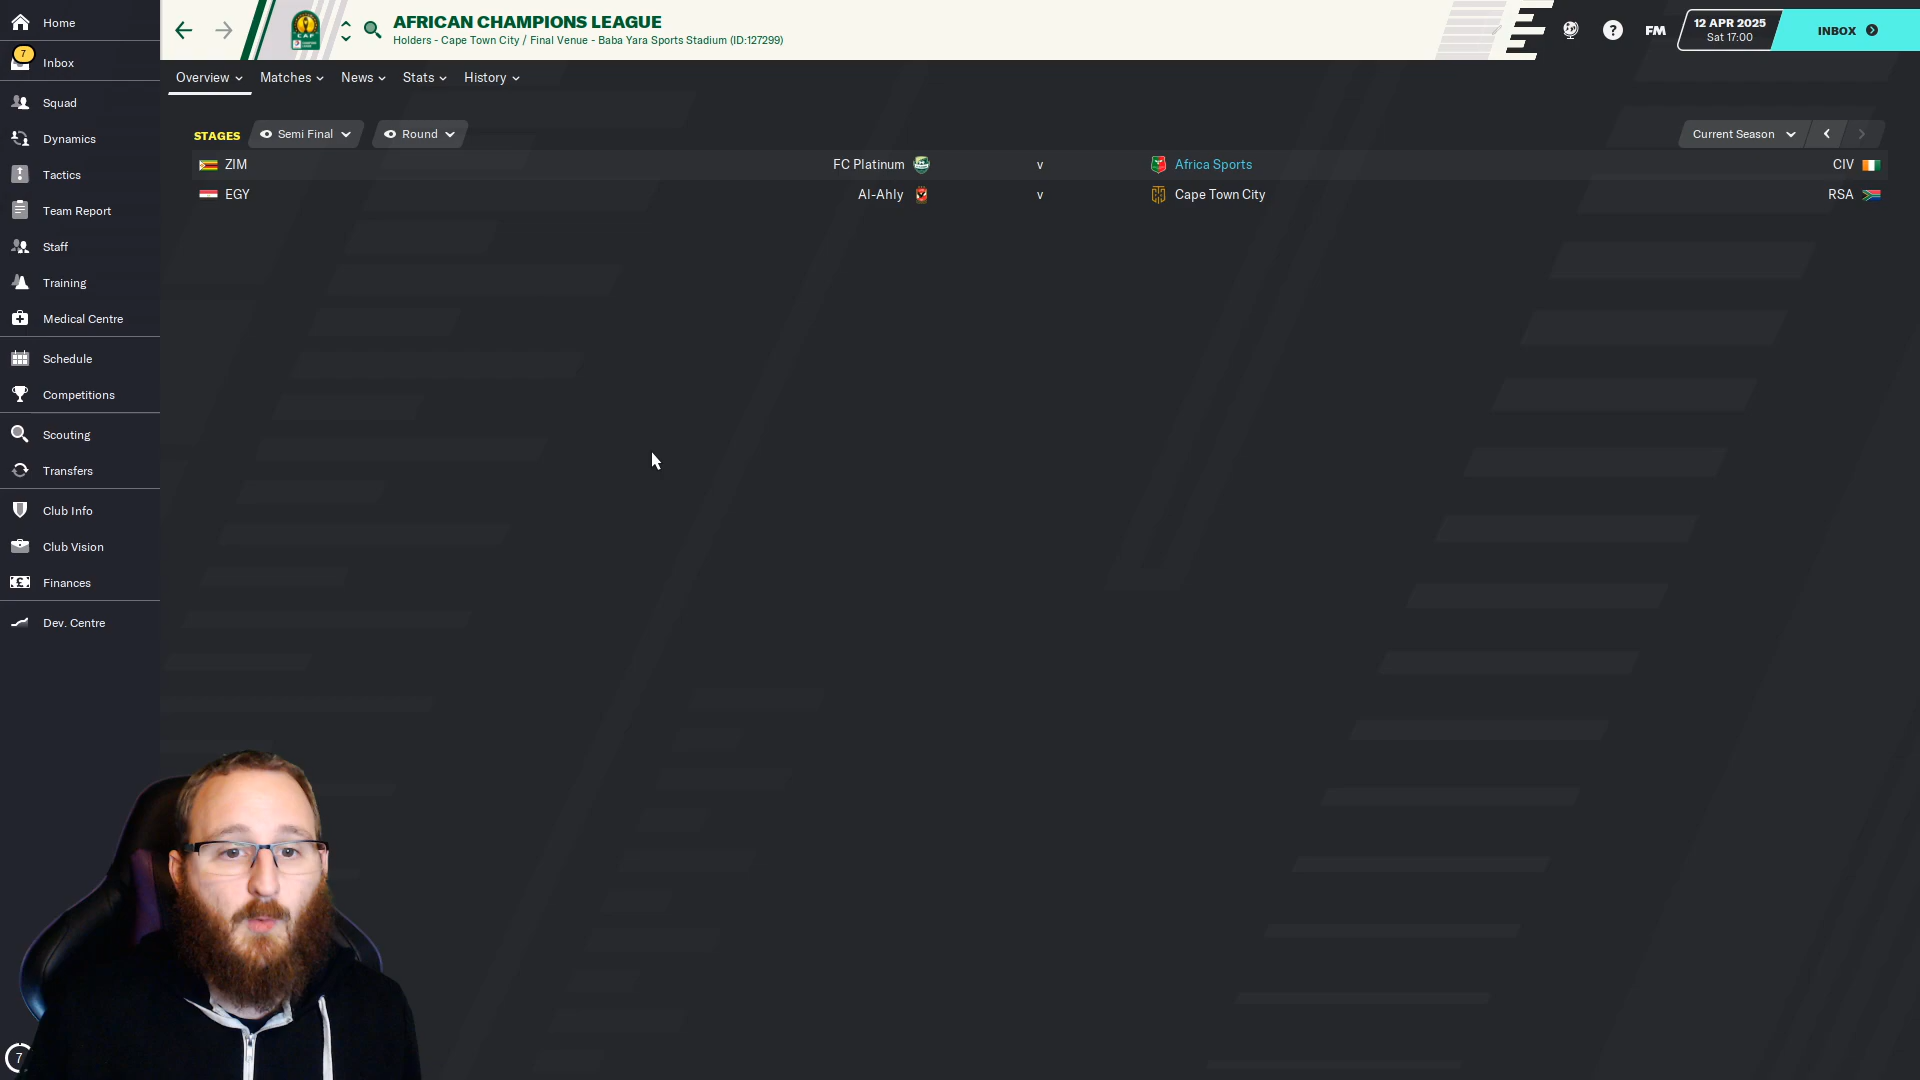 Home
7
Inbox
Squad
Dynamics
Tactics
Team Report
Staff
Training
Medical Centre
Schedule
Competitions
Scouting
Transfers
Club Info
Club Vision
Finances
Dev. Centre
7
AFRICAN CHAMPIONS LEAGUE
Holders - Cape Town City / Final Venue - Baba Yara Sports Stadium (ID:127299)
FM
12 APR 2025
Sat 17:00
INBOX
Overview Matches News Stats History
STAGES Semi Final Round Current Season
ZIM FC Platinum v Africa Sports CIV
EGY Al-Ahly v Cape Town City RSA